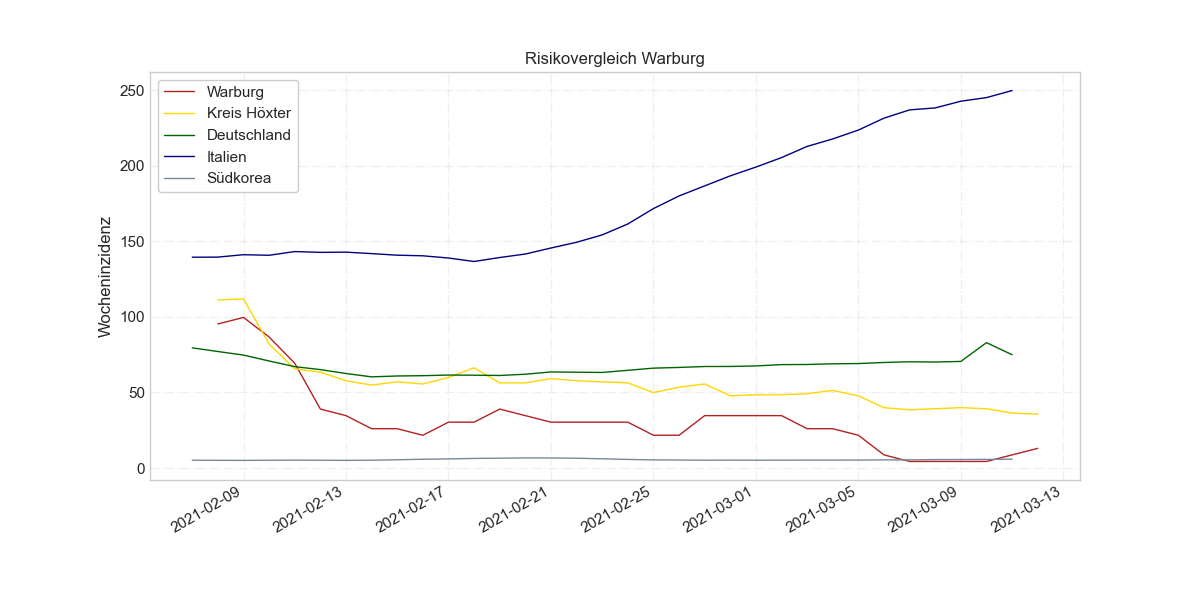 Risikovergleich Warburg
Warburg
Kreis Höxter
Deutschland
Italien
Südkorea
Wocheninzidenz
250
200
150
100
50
0
2021-02-09
2021-02-13
2021-02-17
2021-02-21
2021-02-25
2021-03-01
2021-03-05
2021-03-09
2021-03-13